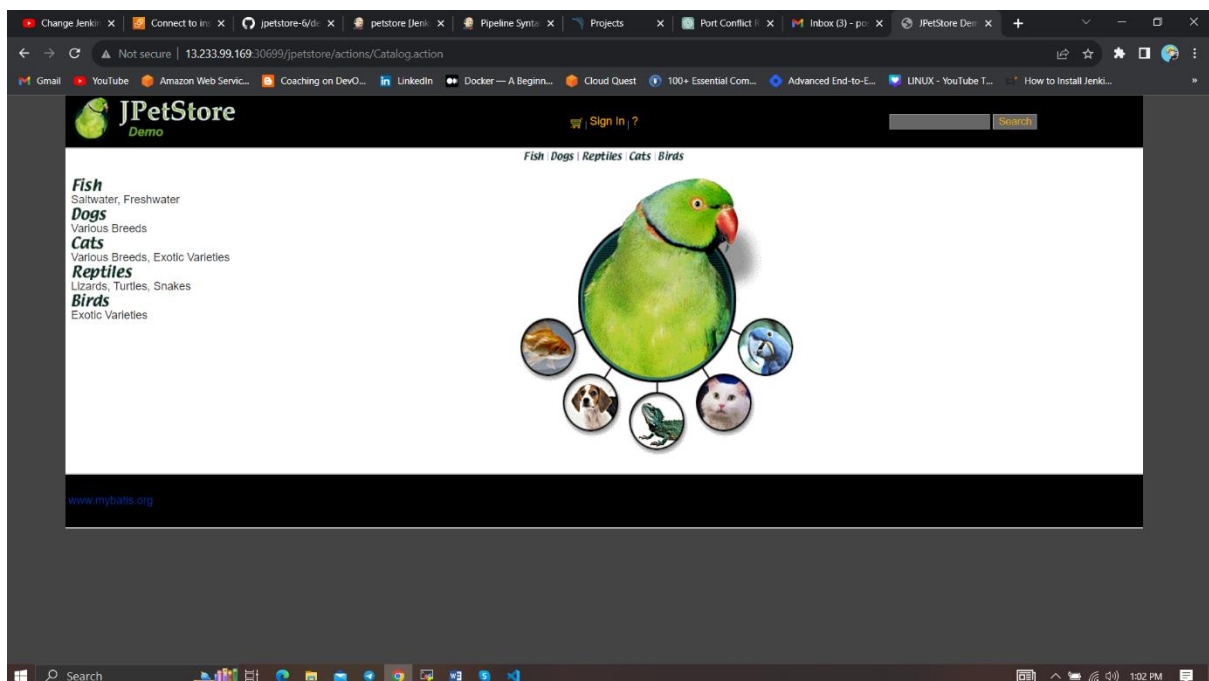 Change Jenkin
Connect to ins
jpetstore-6/de
petstore [Jenk
Pipeline Synta
Projects
Port Conflict R
Inbox (3) - po
JPetStore Dem
Not secure | 13.233.99.169:30699/jpetstore/actions/Catalog.action
Gmail
YouTube
Amazon Web Servic...
Coaching on DevO...
LinkedIn
Docker — A Beginn...
Cloud Quest
100+ Essential Com...
Advanced End-to-E...
LINUX - YouTube T...
How to Install Jenki...
»
JPetStore
Demo
Sign In | ?
Search
Fish | Dogs | Reptiles | Cats | Birds
Fish
Saltwater, Freshwater
Dogs
Various Breeds
Cats
Various Breeds, Exotic Varieties
Reptiles
Lizards, Turtles, Snakes
Birds
Exotic Varieties
www.mybatis.org
Search
1:02 PM